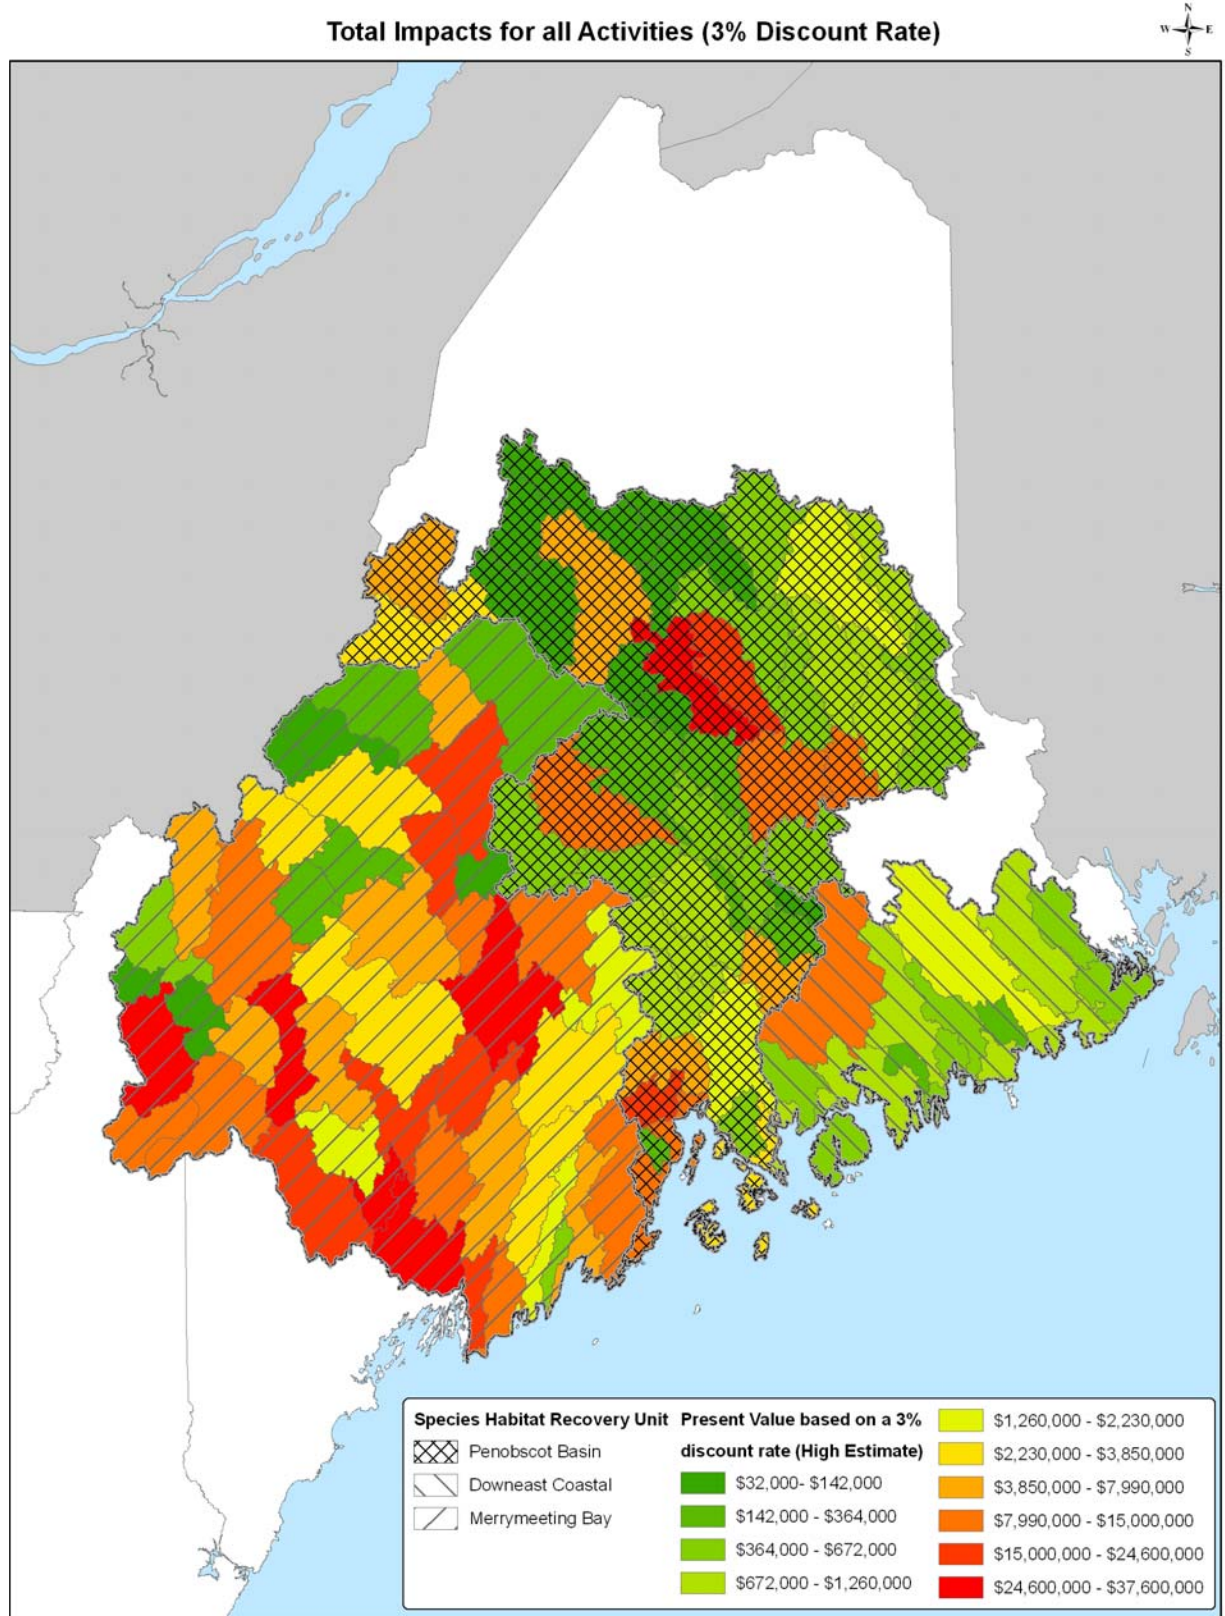 Total Impacts for all Activities (3% Discount Rate)
N
W E
S
Species Habitat Recovery Unit
Penobscot Basin
Downeast Coastal
Merrymeeting Bay
Present Value based on a 3%
discount rate (High Estimate)
$32,000- $142,000
$142,000 - $364,000
$364,000 - $672,000
$672,000 - $1,260,000
$1,260,000 - $2,230,000
$2,230,000 - $3,850,000
$3,850,000 - $7,990,000
$7,990,000 - $15,000,000
$15,000,000 - $24,600,000
$24,600,000 - $37,600,000